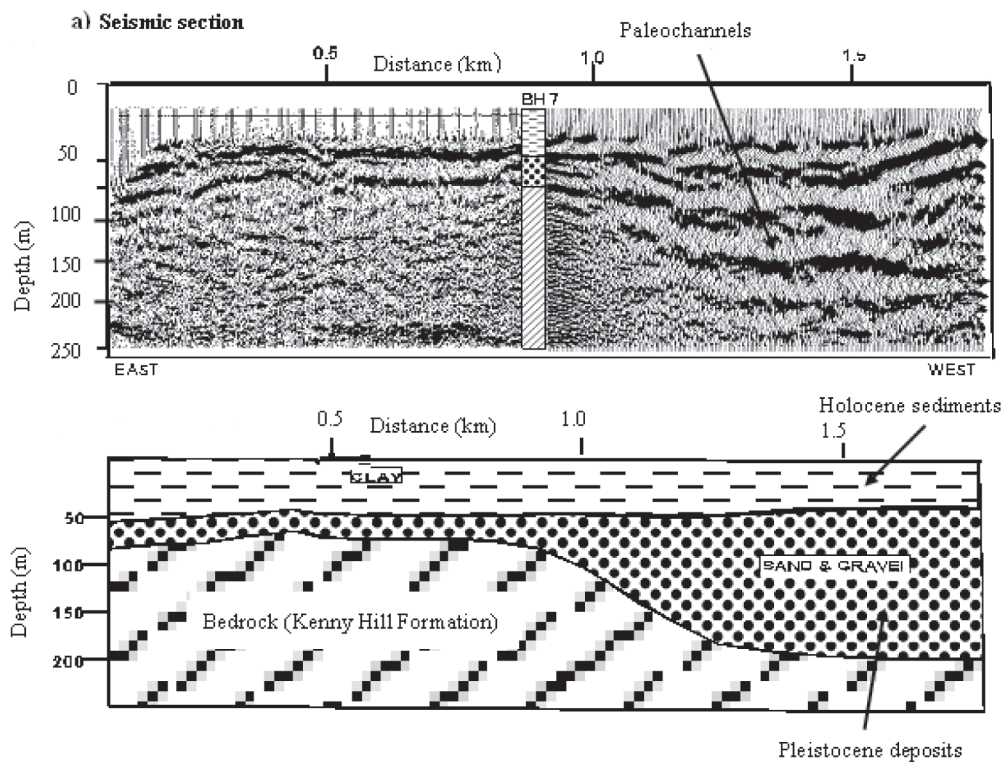 a) Seismic section
Paleochannels
0.5 Distance (km) 1.0 1.5
0
BH 7
50
100
150
200
250
Depth (m)
EAST WEST
Holocene sediments
0.5 Distance (km) 1.0 1.5
CLAY
50
100
150
200
Depth (m)
SAND & GRAVEL
Bedrock (Kenny Hill Formation)
Pleistocene deposits